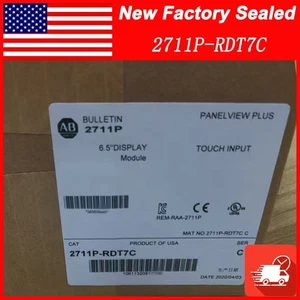 New Factory Sealed
2711P-RDT7C
AB
BULLETIN
2711P
PANELVIEW PLUS
6.5"DISPLAY
Module
TOUCH INPUT
REM-RAA-2711P
MAT NO 2711P-RDT7C C
CAT
PRODUCT OF USA
SER
2711P-RDT7C
C